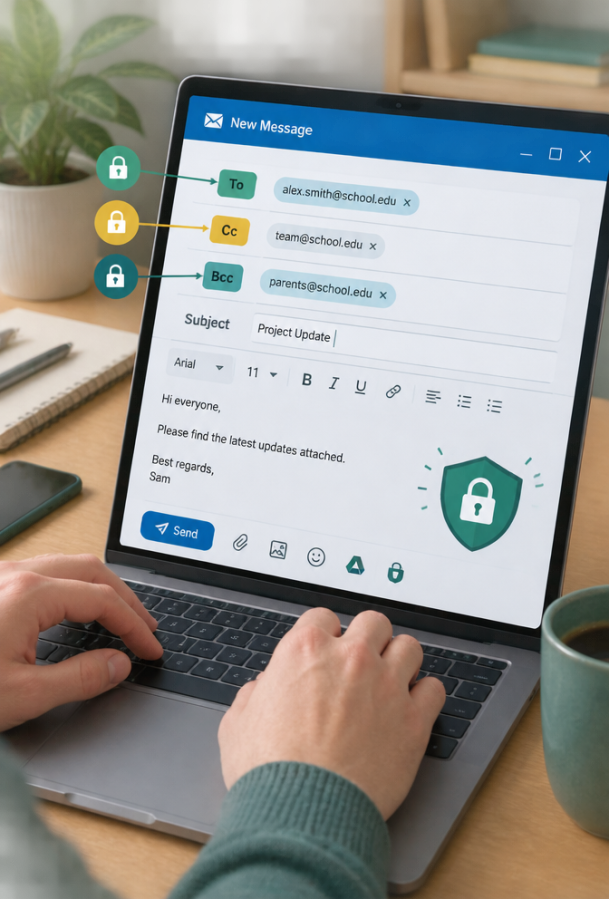 New Message
To alex.smith@school.edu ×
Cc team@school.edu ×
Bcc parents@school.edu ×
Subject Project Update
Arial 11 B I U
Hi everyone,
Please find the latest updates attached.
Best regards,
Sam
Send